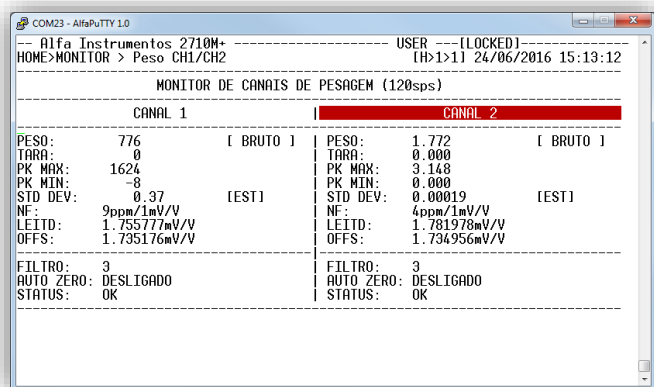 COM23 - AlfaPuTTY 1.0
-- Alfa Instrumentos 2710M+ -------------------- USER ---[LOCKED]--------------
HOME>MONITOR > Peso CH1/CH2 [H>1>1] 24/06/2016 15:13:12
MONITOR DE CANAIS DE PESAGEM (120sps)
CANAL 1 | CANAL 2
PESO: 776 [ BRUTO ] | PESO: 1.772 [ BRUTO ]
TARA: 0 | TARA: 0.000
PK MAX: 1624 | PK MAX: 3.148
PK MIN: -8 | PK MIN: 0.000
STD DEV: 0.37 [EST] | STD DEV: 0.00019 [EST]
NF: 9ppm/1mV/V | NF: 4ppm/1mV/V
LEITD: 1.755777mV/V | LEITD: 1.781978mV/V
OFFS: 1.735176mV/V | OFFS: 1.734956mV/V
FILTRO: 3 | FILTRO: 3
AUTO ZERO: DESLIGADO | AUTO ZERO: DESLIGADO
STATUS: OK | STATUS: OK